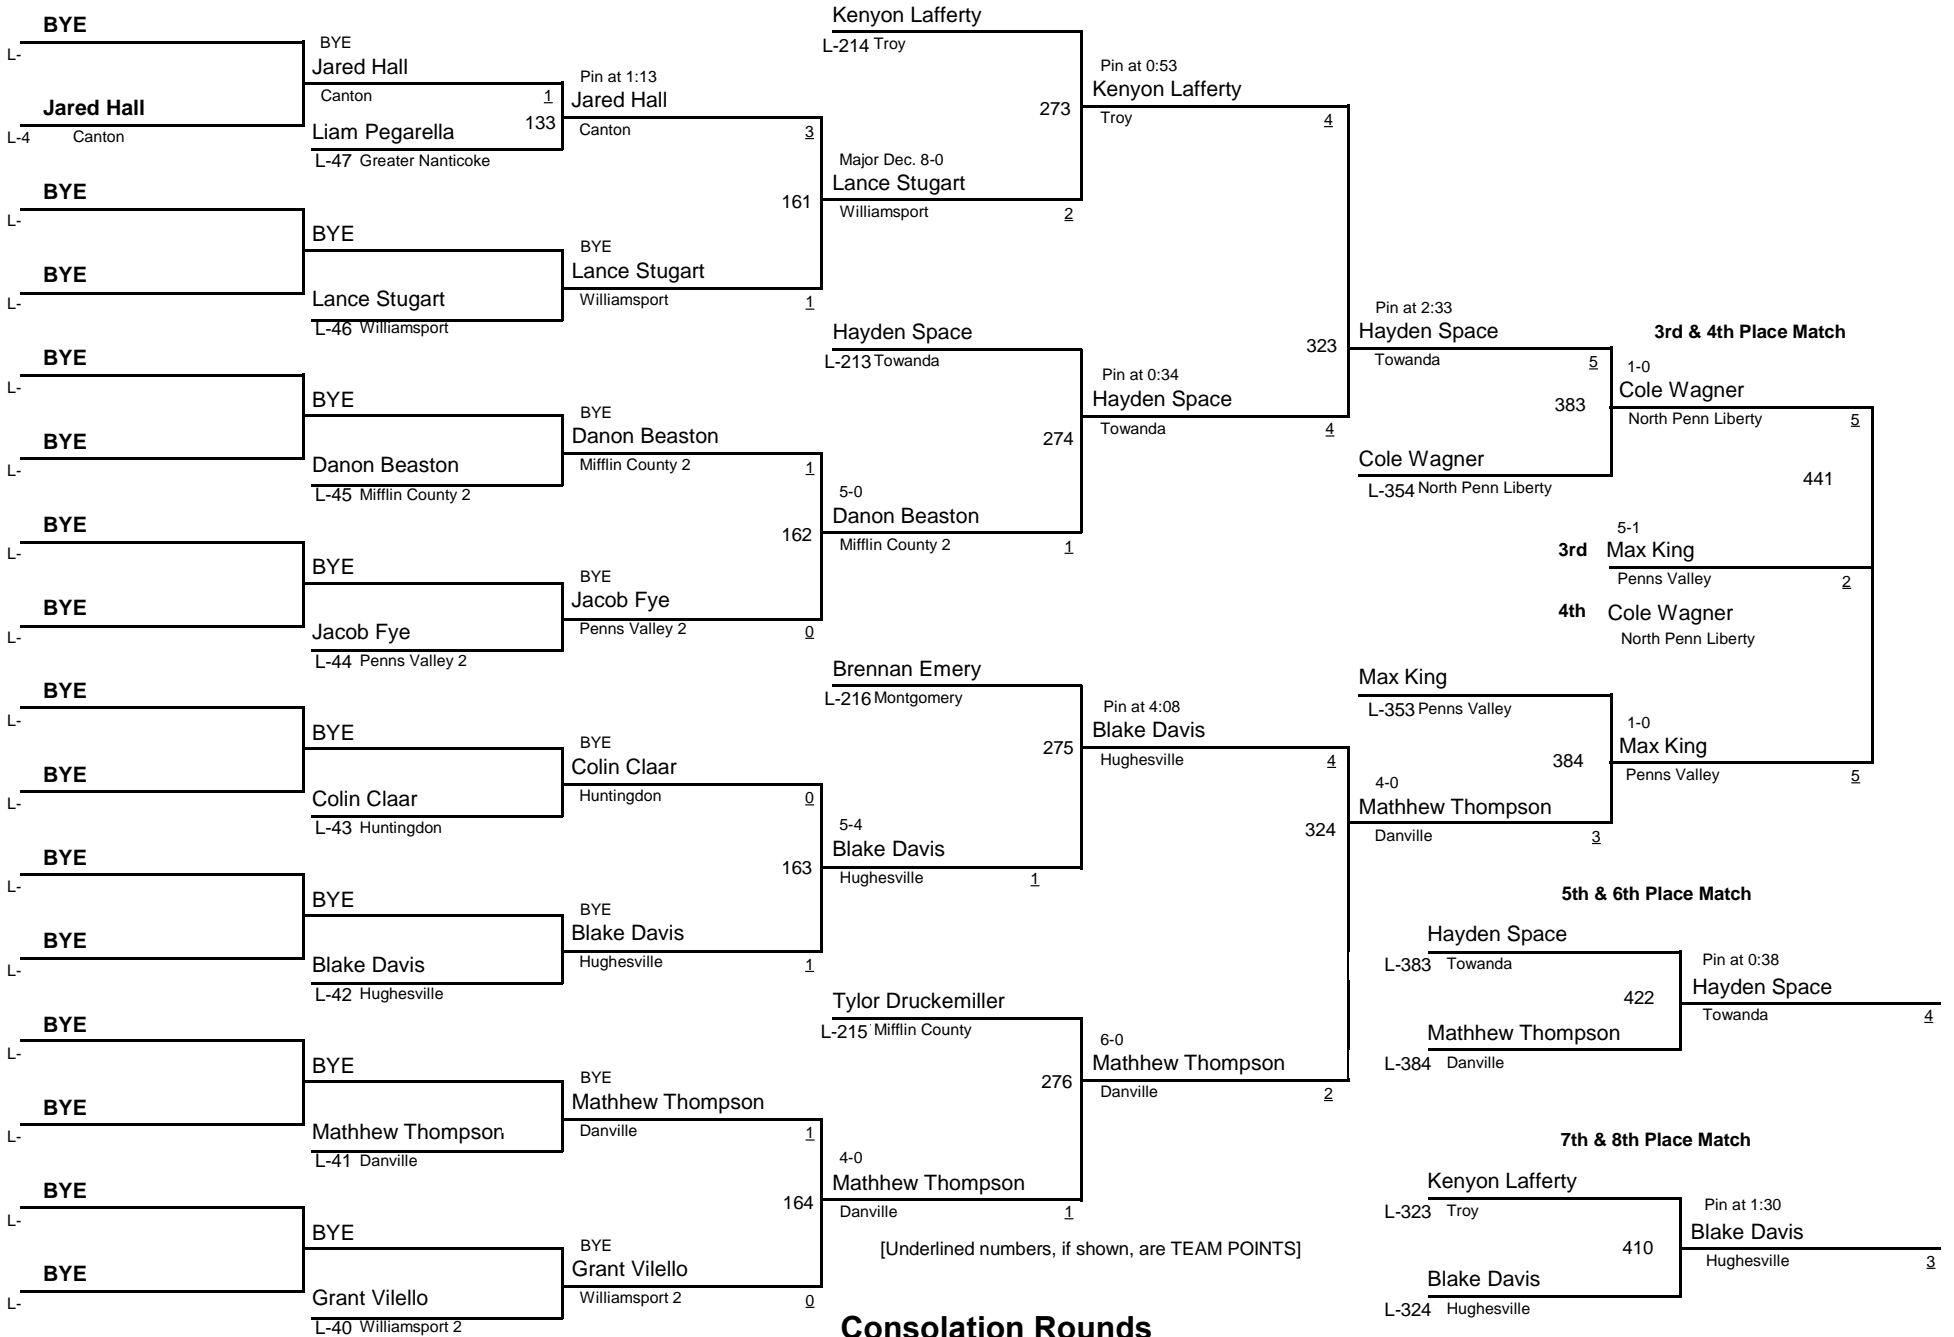 BYE
L-
Jared Hall
L-4 Canton
BYE
L-
BYE
L-
BYE
L-
BYE
L-
BYE
L-
BYE
L-
BYE
L-
BYE
L-
BYE
L-
BYE
L-
BYE
L-
BYE
L-
BYE
L-
BYE
L-
BYE
Jared Hall
Canton 1
133
Liam Pegarella
L-47 Greater Nanticoke
BYE
Lance Stugart
L-46 Williamsport
BYE
Danon Beaston
L-45 Mifflin County 2
BYE
Jacob Fye
L-44 Penns Valley 2
BYE
Colin Claar
L-43 Huntingdon
BYE
Blake Davis
L-42 Hughesville
BYE
Mathhew Thompson
L-41 Danville
BYE
Grant Vilello
L-40 Williamsport 2
Pin at 1:13
Jared Hall
Canton 3
161
BYE
Lance Stugart
Williamsport 1
BYE
Danon Beaston
Mifflin County 2 1
162
BYE
Jacob Fye
Penns Valley 2 0
BYE
Colin Claar
Huntingdon 0
163
BYE
Blake Davis
Hughesville 1
BYE
Mathhew Thompson
Danville 1
164
BYE
Grant Vilello
Williamsport 2 0
Kenyon Lafferty
L-214 Troy
273
Major Dec. 8-0
Lance Stugart
Williamsport 2
Hayden Space
L-213 Towanda
274
5-0
Danon Beaston
Mifflin County 2 1
Brennan Emery
L-216 Montgomery
275
5-4
Blake Davis
Hughesville 1
Tylor Druckemiller
L-215 Mifflin County
276
4-0
Mathhew Thompson
Danville 1
Pin at 0:53
Kenyon Lafferty
Troy 4
323
Pin at 0:34
Hayden Space
Towanda 4
Pin at 4:08
Blake Davis
Hughesville 4
324
6-0
Mathhew Thompson
Danville 2
Pin at 2:33
Hayden Space
Towanda 5
383
Cole Wagner
L-354 North Penn Liberty
Max King
L-353 Penns Valley
384
4-0
Mathhew Thompson
Danville 3
3rd & 4th Place Match
1-0
Cole Wagner
North Penn Liberty 5
441
5-1
3rd Max King
Penns Valley 2
4th Cole Wagner
North Penn Liberty
1-0
Max King
Penns Valley 5
5th & 6th Place Match
Hayden Space
L-383 Towanda
422
Mathhew Thompson
L-384 Danville
Pin at 0:38
Hayden Space
Towanda 4
7th & 8th Place Match
Kenyon Lafferty
L-323 Troy
410
Blake Davis
L-324 Hughesville
Pin at 1:30
Blake Davis
Hughesville 3
[Underlined numbers, if shown, are TEAM POINTS]
Consolation Rounds